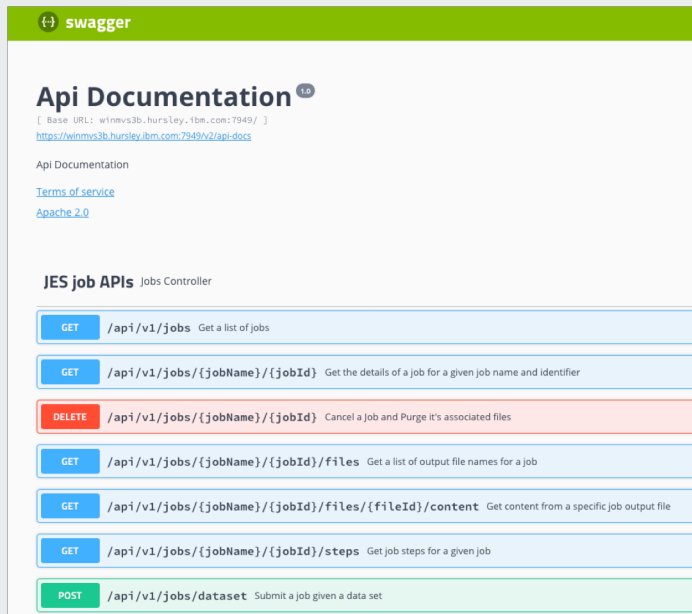 {···} swagger
Api Documentation 1.0
[ Base URL: winmvs3b.hursley.ibm.com:7949/ ]
https://winmvs3b.hursley.ibm.com:7949/v2/api-docs
Api Documentation
Terms of service
Apache 2.0
JES job APIs Jobs Controller
GET /api/v1/jobs Get a list of jobs
GET /api/v1/jobs/{jobName}/{jobId} Get the details of a job for a given job name and identifier
DELETE /api/v1/jobs/{jobName}/{jobId} Cancel a Job and Purge it's associated files
GET /api/v1/jobs/{jobName}/{jobId}/files Get a list of output file names for a job
GET /api/v1/jobs/{jobName}/{jobId}/files/{fileId}/content Get content from a specific job output file
GET /api/v1/jobs/{jobName}/{jobId}/steps Get job steps for a given job
POST /api/v1/jobs/dataset Submit a job given a data set